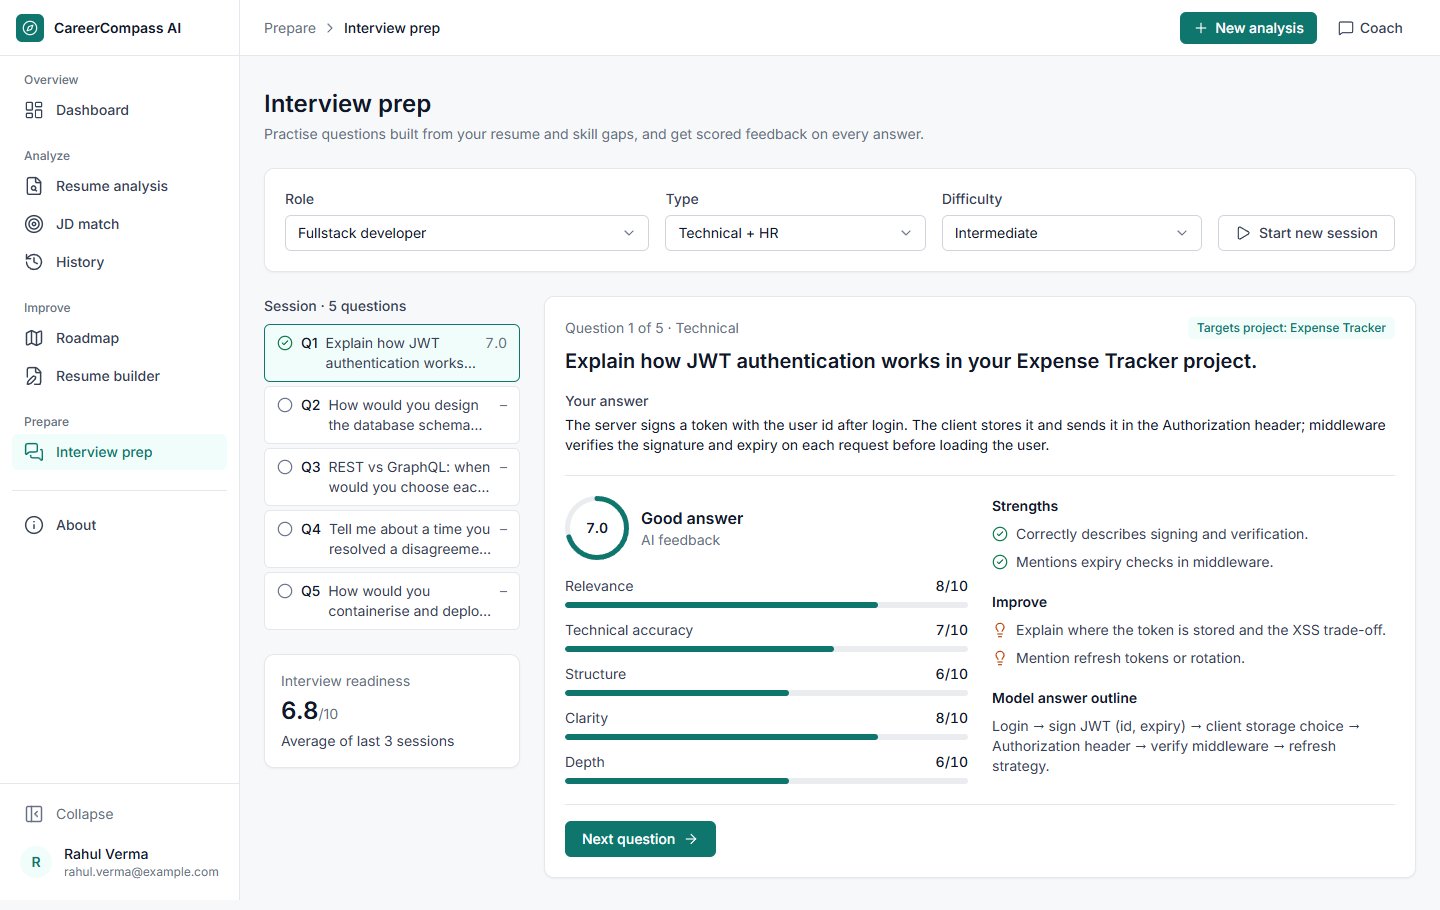 CareerCompass AI
Overview
Dashboard
Analyze
Resume analysis
JD match
History
Improve
Roadmap
Resume builder
Prepare
Interview prep
About
Collapse
R
Rahul Verma
rahul.verma@example.com
Prepare > Interview prep
New analysis
Coach
Interview prep
Practise questions built from your resume and skill gaps, and get scored feedback on every answer.
Role
Fullstack developer
Type
Technical + HR
Difficulty
Intermediate
Start new session
Session · 5 questions
Q1 Explain how JWT 7.0
authentication works...
Q2 How would you design –
the database schema...
Q3 REST vs GraphQL: when –
would you choose eac...
Q4 Tell me about a time you –
resolved a disagreeme...
Q5 How would you –
containerise and deplo...
Interview readiness
6.8/10
Average of last 3 sessions
Question 1 of 5 · Technical
Targets project: Expense Tracker
Explain how JWT authentication works in your Expense Tracker project.
Your answer
The server signs a token with the user id after login. The client stores it and sends it in the Authorization header; middleware
verifies the signature and expiry on each request before loading the user.
7.0
Good answer
AI feedback
Relevance 8/10
Technical accuracy 7/10
Structure 6/10
Clarity 8/10
Depth 6/10
Strengths
Correctly describes signing and verification.
Mentions expiry checks in middleware.
Improve
Explain where the token is stored and the XSS trade-off.
Mention refresh tokens or rotation.
Model answer outline
Login → sign JWT (id, expiry) → client storage choice →
Authorization header → verify middleware → refresh
strategy.
Next question →